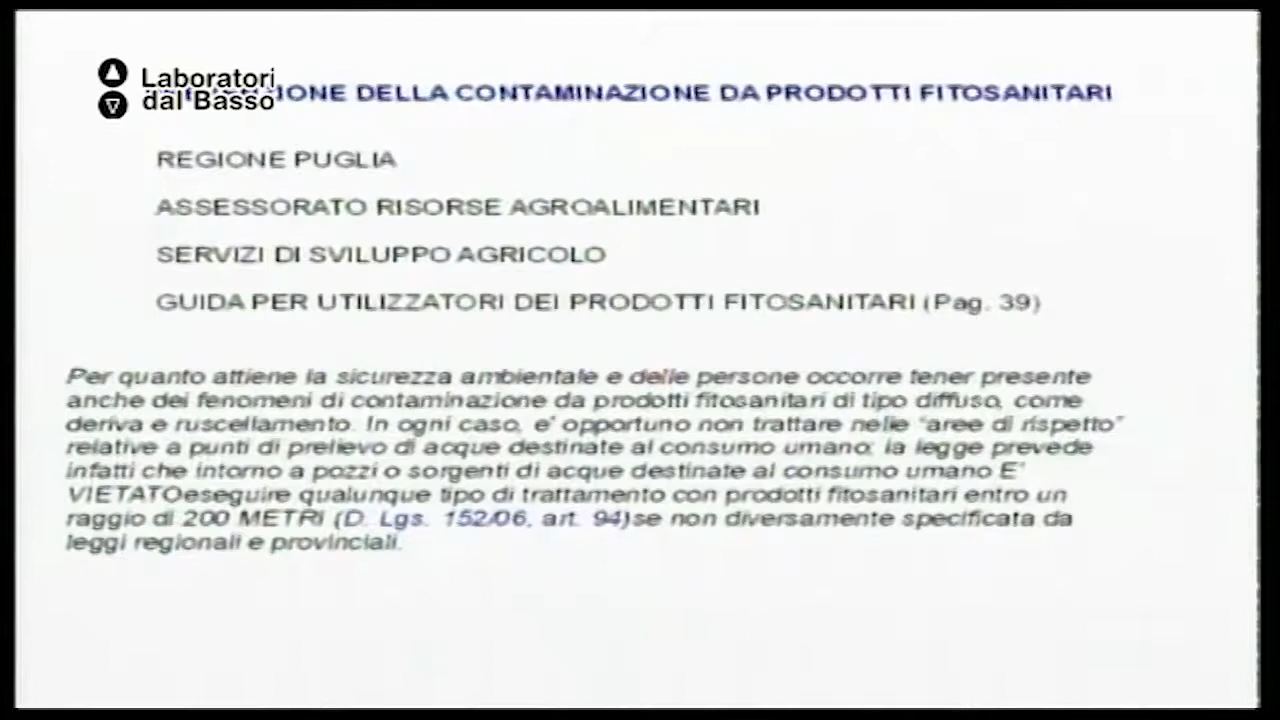 Laboratori
dal Basso
DELLA CONTAMINAZIONE DA PRODOTTI FITOSANITARI
REGIONE PUGLIA
ASSESSORATO RISORSE AGROALIMENTARI
SERVIZI DI SVILUPPO AGRICOLO
GUIDA PER UTILIZZATORI DEI PRODOTTI FITOSANITARI (Pag. 39)
Per quanto attiene la sicurezza ambientale e delle persone occorre tener presente
anche dei fenomeni di contaminazione da prodotti fitosanitari di tipo diffuso, come
deriva e ruscellamento. In ogni caso, e' opportuno non trattare nelle "aree di rispetto"
relative a punti di prelievo di acque destinate al consumo umano; la legge prevede
infatti che intorno a pozzi o sorgenti di acque destinate al consumo umano E'
VIETATOeseguire qualunque tipo di trattamento con prodotti fitosanitari entro un
raggio di 200 METRI (D. Lgs. 152/06, art. 94)se non diversamente specificata da
leggi regionali e provinciali.